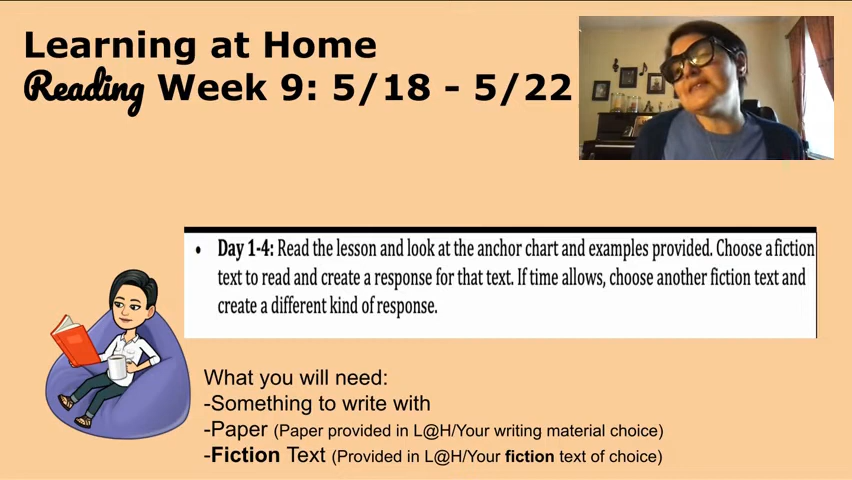 Learning at Home
Reading Week 9: 5/18 - 5/22
• Day 1-4: Read the lesson and look at the anchor chart and examples provided. Choose a fiction
text to read and create a response for that text. If time allows, choose another fiction text and
create a different kind of response.
What you will need:
-Something to write with
-Paper (Paper provided in L@H/Your writing material choice)
-Fiction Text (Provided in L@H/Your fiction text of choice)